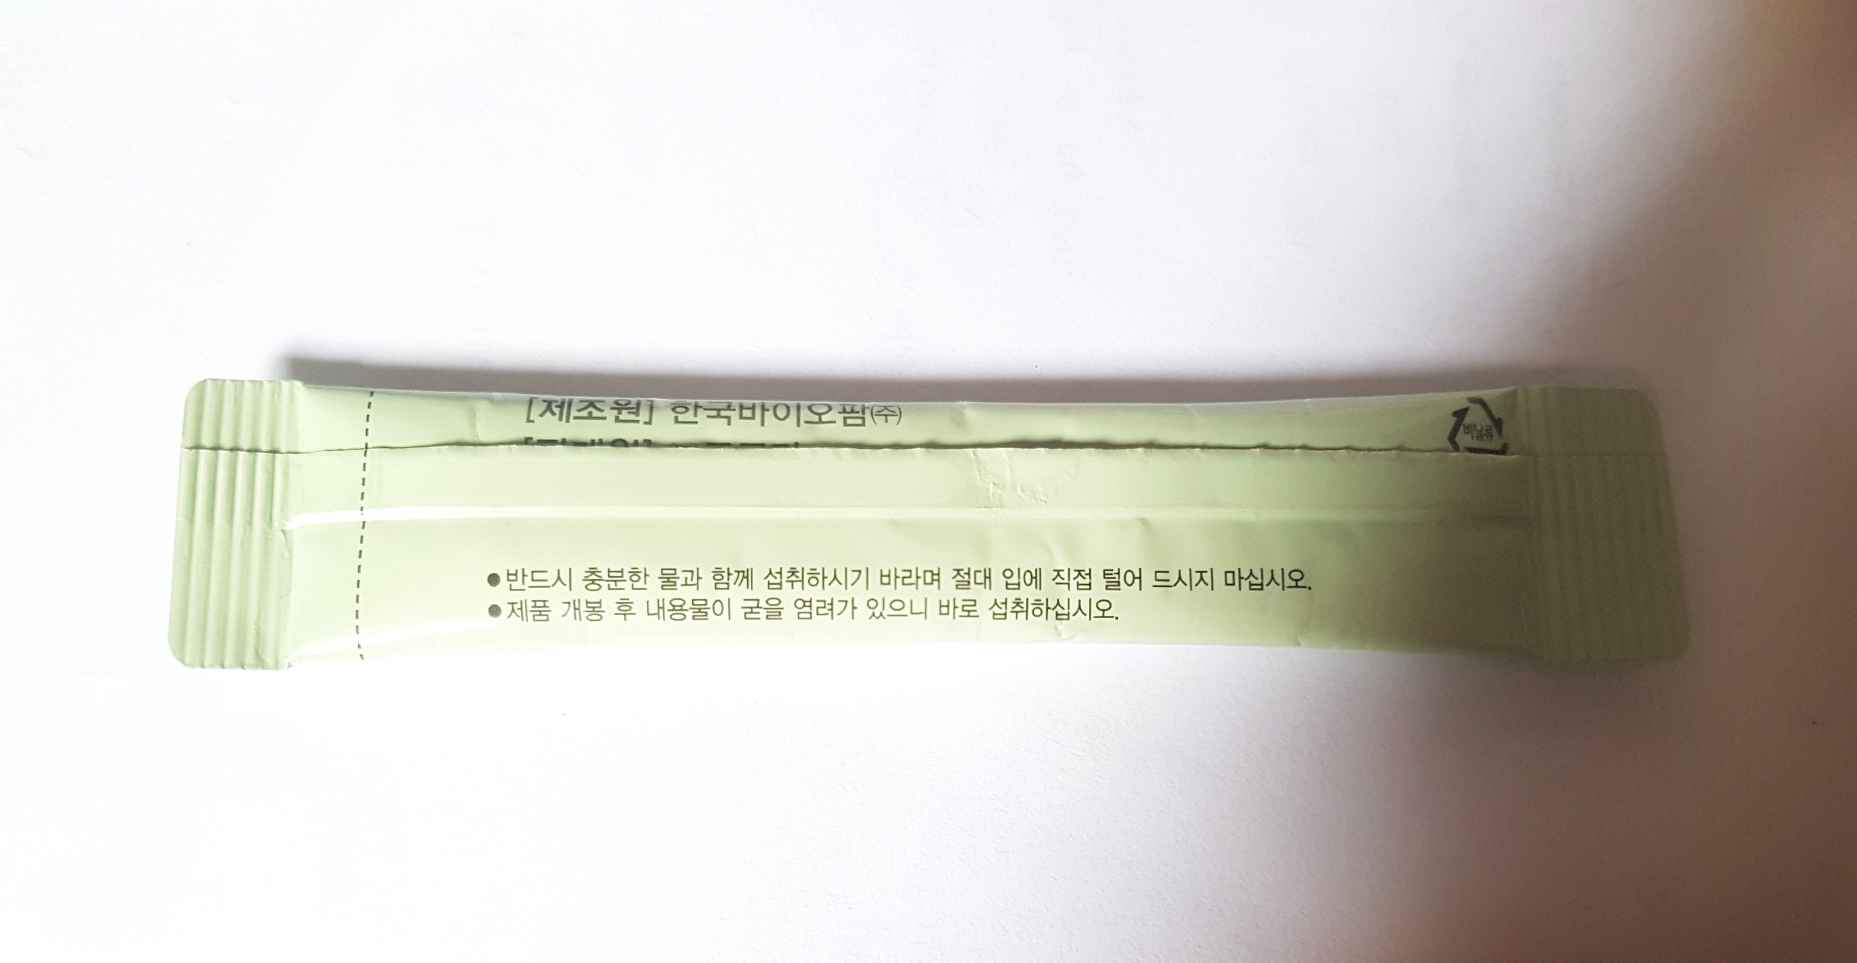 [제조원] 한국바이오팜㈜
비닐류
●반드시 충분한 물과 함께 섭취하시기 바라며 절대 입에 직접 털어 드시지 마십시오.
●제품 개봉 후 내용물이 굳을 염려가 있으니 바로 섭취하십시오.